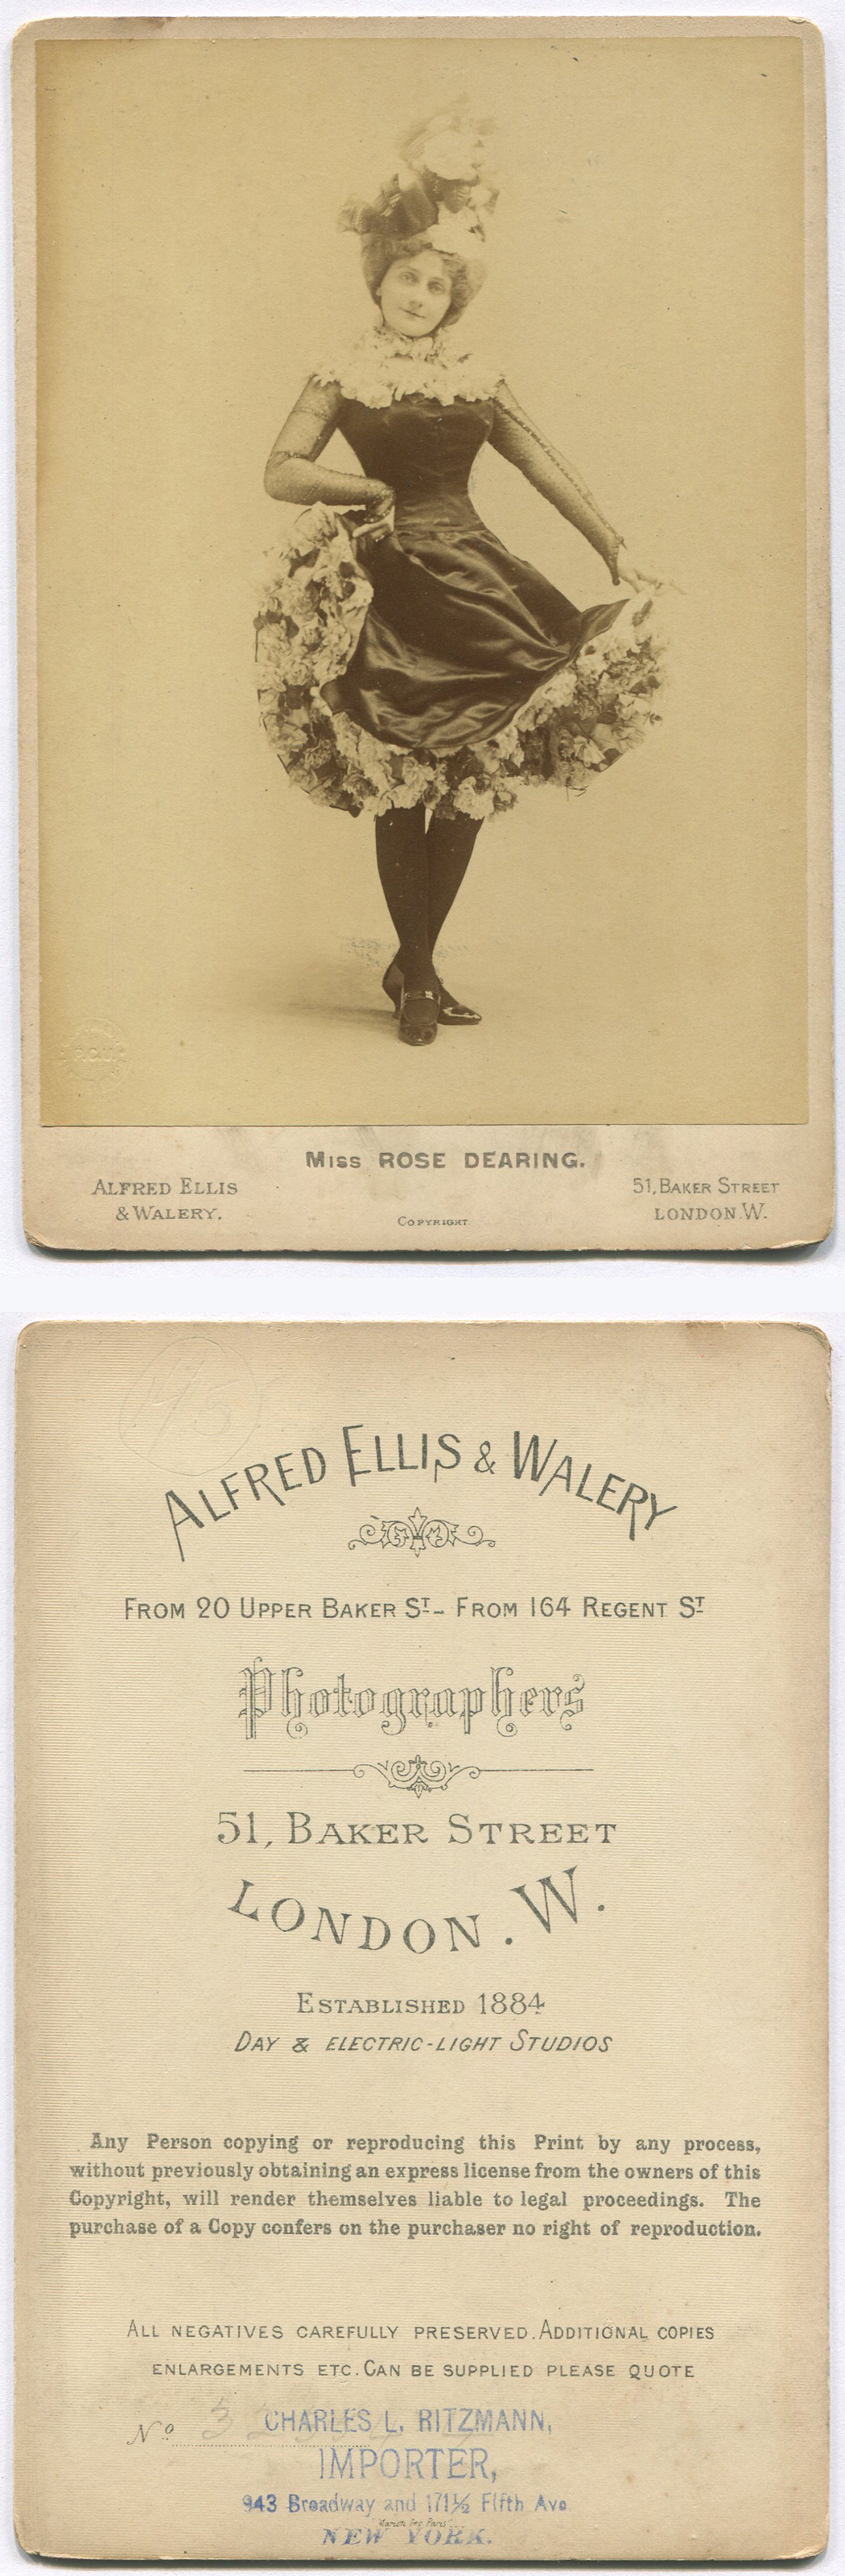 Miss ROSE DEARING.
ALFRED ELLIS
& WALERY.
COPYRIGHT
51, BAKER STREET
LONDON.W.
ALFRED ELLIS & WALERY
FROM 20 UPPER BAKER ST - FROM 164 REGENT ST
Photographers
51, BAKER STREET
LONDON. W.
ESTABLISHED 1884
DAY & ELECTRIC-LIGHT STUDIOS
Any Person copying or reproducing this Print by any process,
without previously obtaining an express license from the owners of this
Copyright, will render themselves liable to legal proceedings. The
purchase of a Copy confers on the purchaser no right of reproduction.
ALL NEGATIVES CAREFULLY PRESERVED. ADDITIONAL COPIES
ENLARGEMENTS ETC. CAN BE SUPPLIED PLEASE QUOTE
No
CHARLES L. RITZMANN,
IMPORTER,
943 Broadway and 171½ Fifth Ave
NEW YORK.